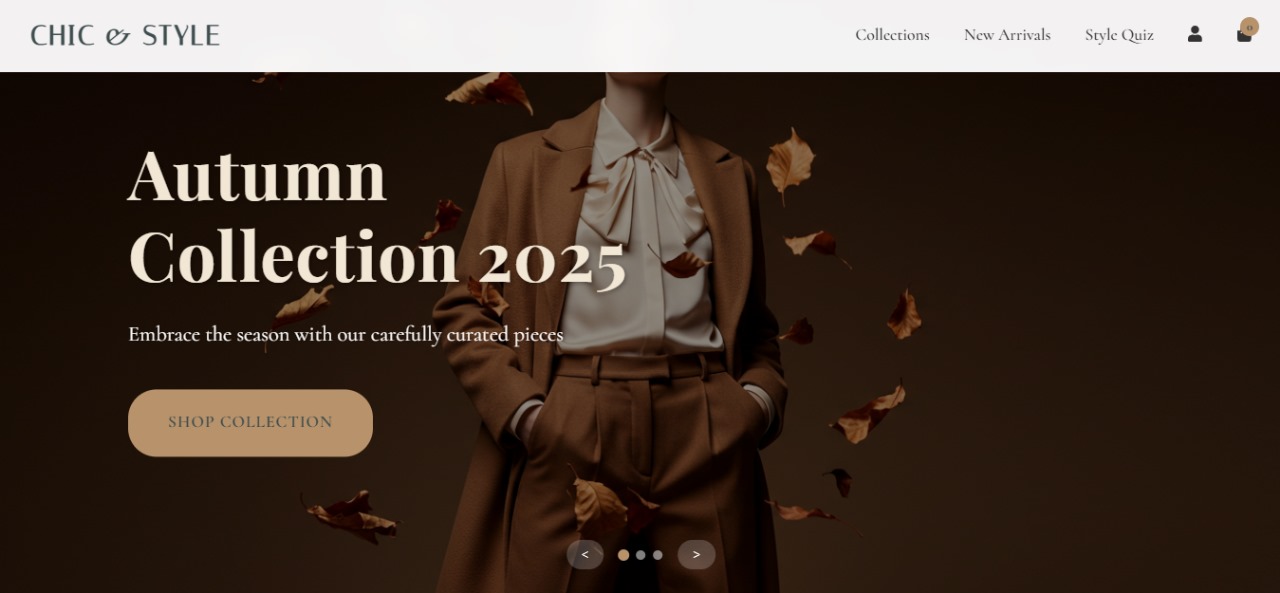 CHIC & STYLE
Collections
New Arrivals
Style Quiz
0
Autumn
Collection 2025
Embrace the season with our carefully curated pieces
SHOP COLLECTION
<
>